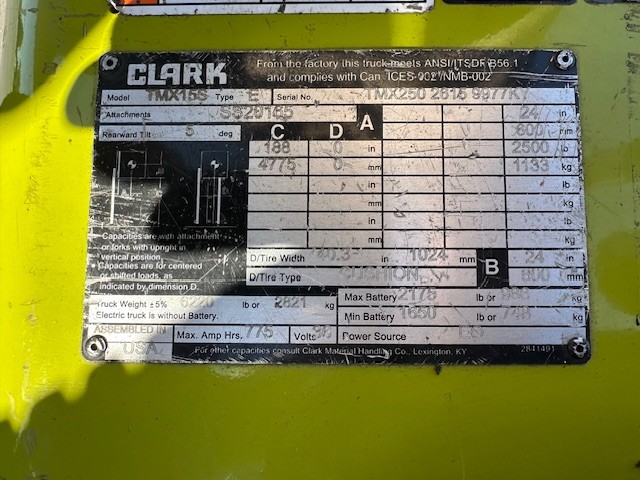 CLARK
From the factory this truck meets ANSI/ITSDF B56.1
and complies with Can. ICES-002 / NMB-002
Model TMX15S Type E Serial No. TMX250
Attachments SS29185 24 in
Rearward Tilt 5 deg C D A 600 mm
188 in 0 in 2500 lb
4775 mm 0 mm 1133 kg
in lb
mm kg
in lb
mm kg
• Capacities are with attachment
or forks with upright in
vertical position.
• Capacities are for centered
or shifted loads, as
indicated by dimension D.
D/Tire Width 40.3 in 1024 mm B 24 in
D/Tire Type CUSHION 600 mm
Truck Weight ±5% 6220 lb or 2821 kg
Electric truck is without Battery.
Max Battery 2175 lb or kg
Min Battery 1650 lb or 748 kg
ASSEMBLED IN
USA
Max. Amp Hrs. 775 Volts 36 Power Source
For other capacities consult Clark Material Handling Co., Lexington, KY 2841491